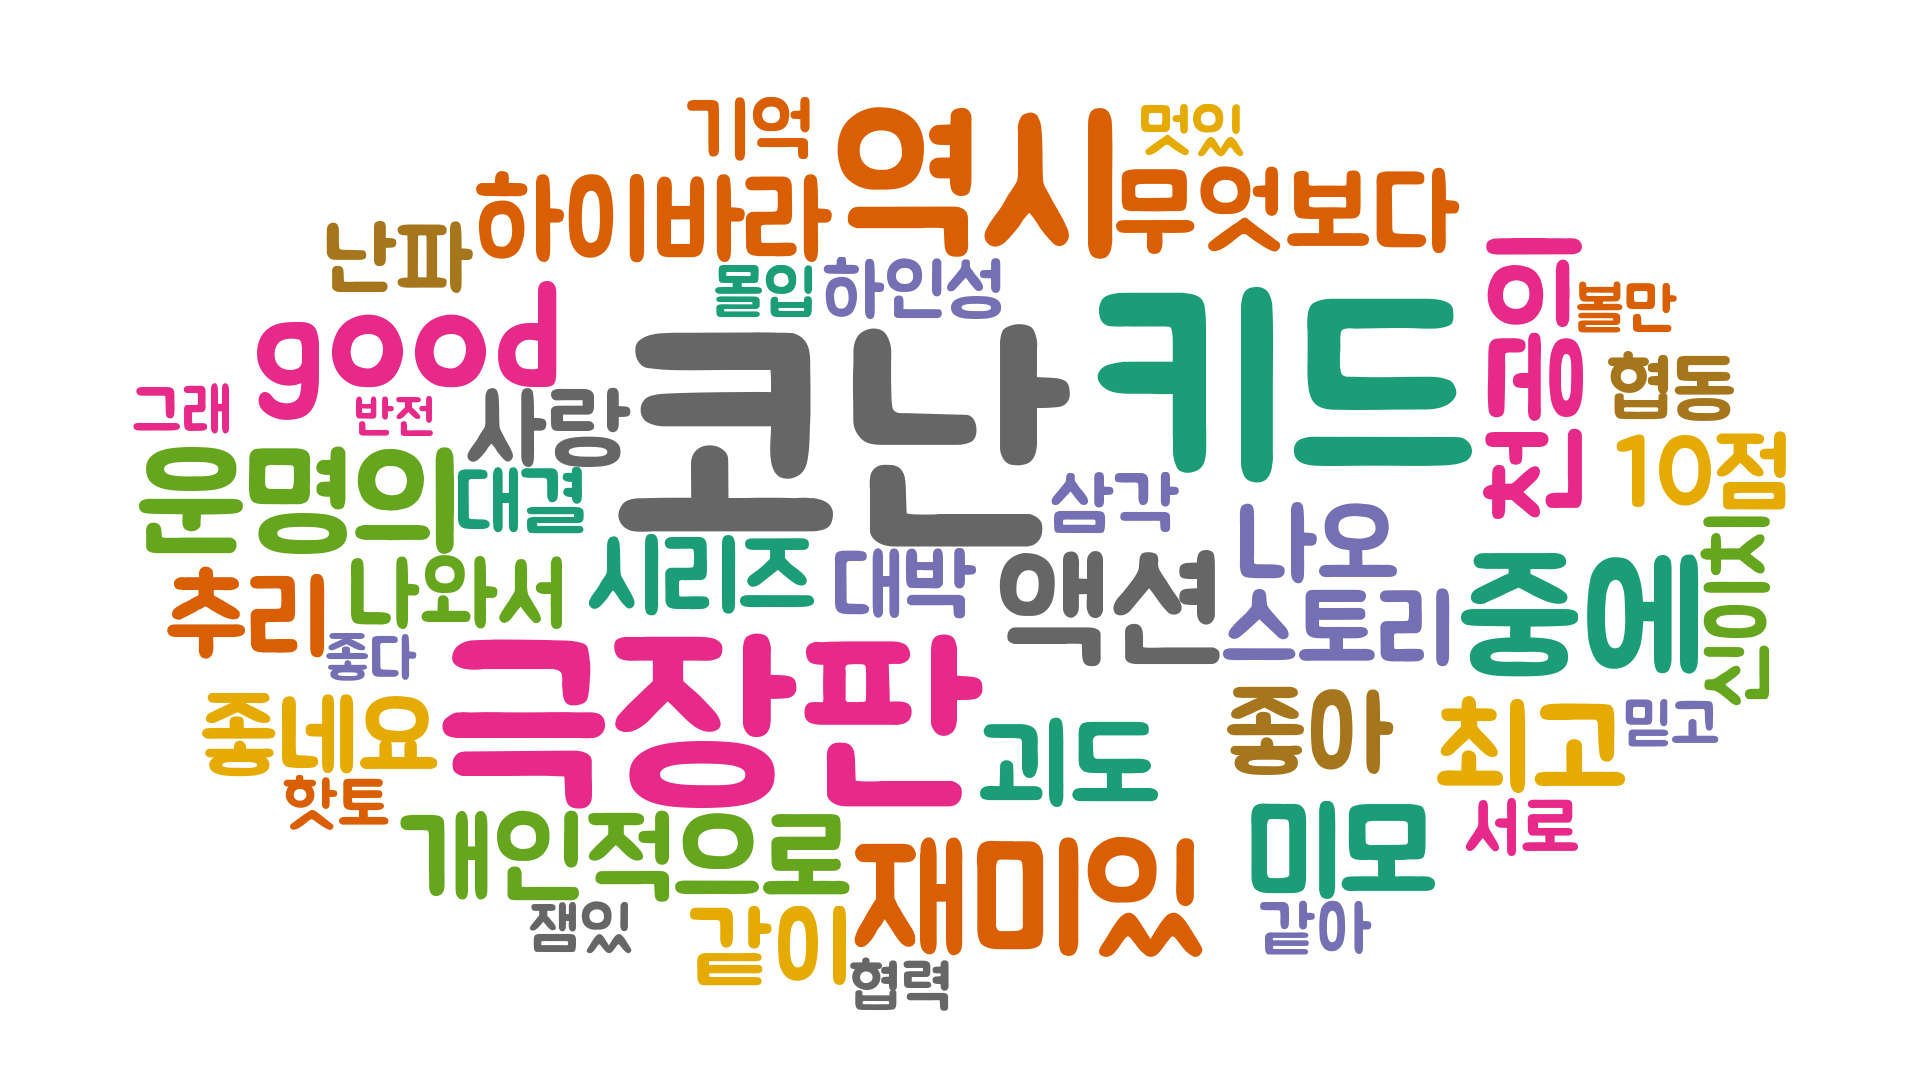 기억
역시
멋있
하이바라
무엇보다
난파
몰입
하인성
키드
전젱이
볼만
good
코난
협동
그래
반전
사랑
10점
운명의
대결
삼각
나오
신이치
추리
나와서
시리즈
대박
액션
스토리
중에
좋다
극장판
좋네요
괴도
좋아
최고
믿고
핫토
개인적으로
재미있
미모
서로
잼있
같이
같아
협력